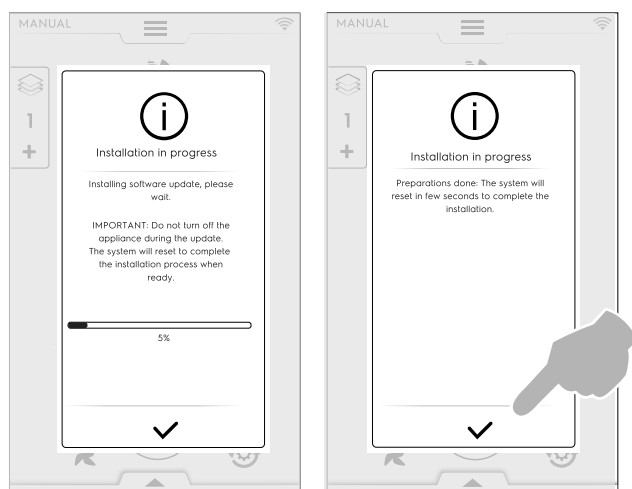 MANUAL
1
+
Installation in progress
Installing software update, please
wait.
IMPORTANT: Do not turn off the
appliance during the update.
The system will reset to complete
the installation process when
ready.
5%
MANUAL
1
+
Installation in progress
Preparations done: The system will
reset in few seconds to complete the
installation.